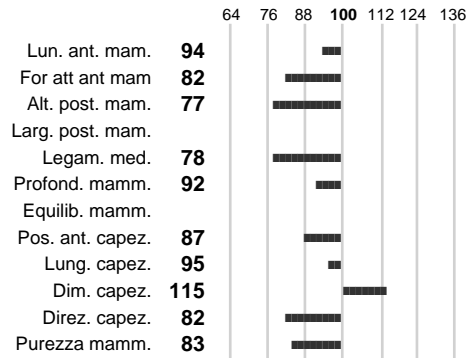 64 76 88 100 112 124 136
Lun. ant. mam. 94
For att ant mam 82
Alt. post. mam. 77
Larg. post. mam.
Legam. med. 78
Profond. mamm. 92
Equilib. mamm.
Pos. ant. capez. 87
Lung. capez. 95
Dim. capez. 115
Direz. capez. 82
Purezza mamm. 83